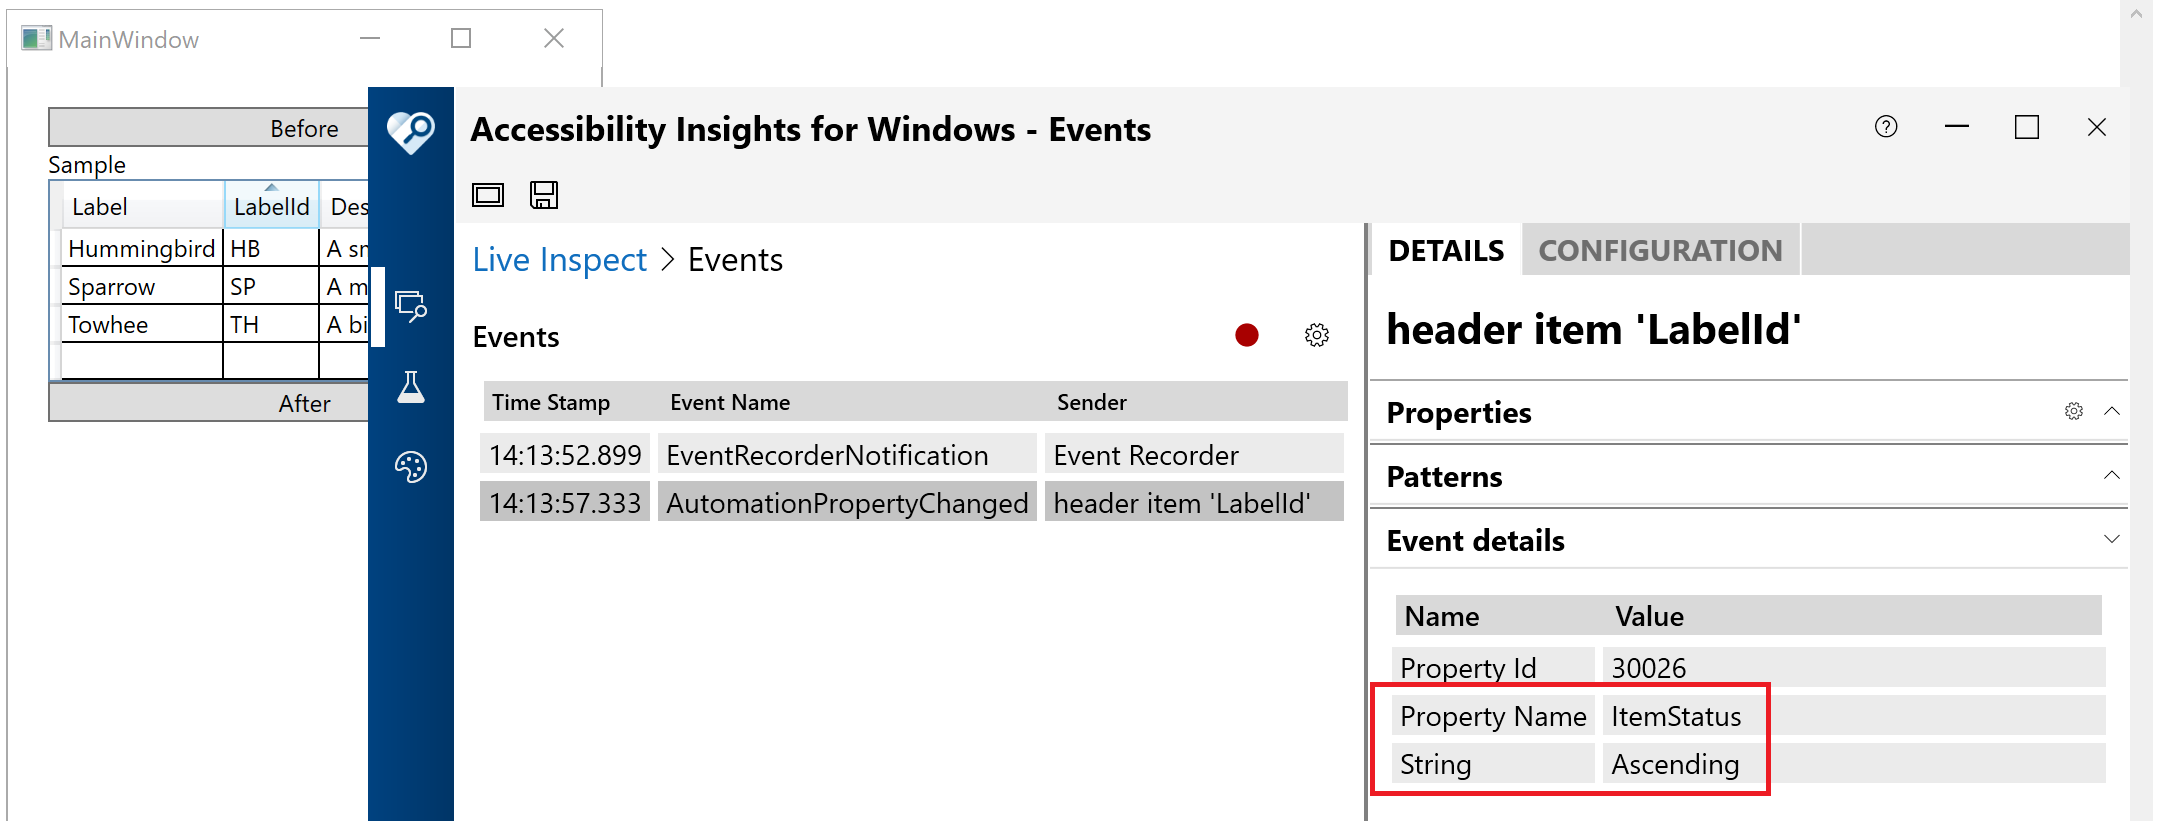 MainWindow
Before
Sample
Label LabelId Des
Hummingbird HB A sr
Sparrow SP A m
Towhee TH A bi
After
Accessibility Insights for Windows - Events
Live Inspect > Events
Events
Time Stamp Event Name Sender
14:13:52.899 EventRecorderNotification Event Recorder
14:13:57.333 AutomationPropertyChanged header item 'LabelId'
DETAILS CONFIGURATION
header item 'LabelId'
Properties
Patterns
Event details
Name Value
Property Id 30026
Property Name ItemStatus
String Ascending